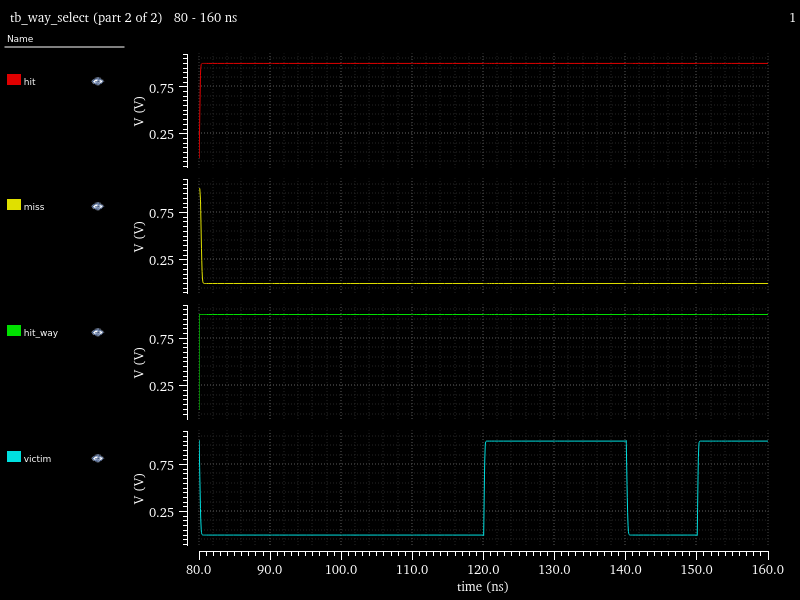 tb_way_select (part 2 of 2) 80 - 160 ns 1
Name
hit
V (V)
0.75
0.25
miss
V (V)
0.75
0.25
hit_way
V (V)
0.75
0.25
victim
V (V)
0.75
0.25
80.0 90.0 100.0 110.0 120.0 130.0 140.0 150.0 160.0
time (ns)